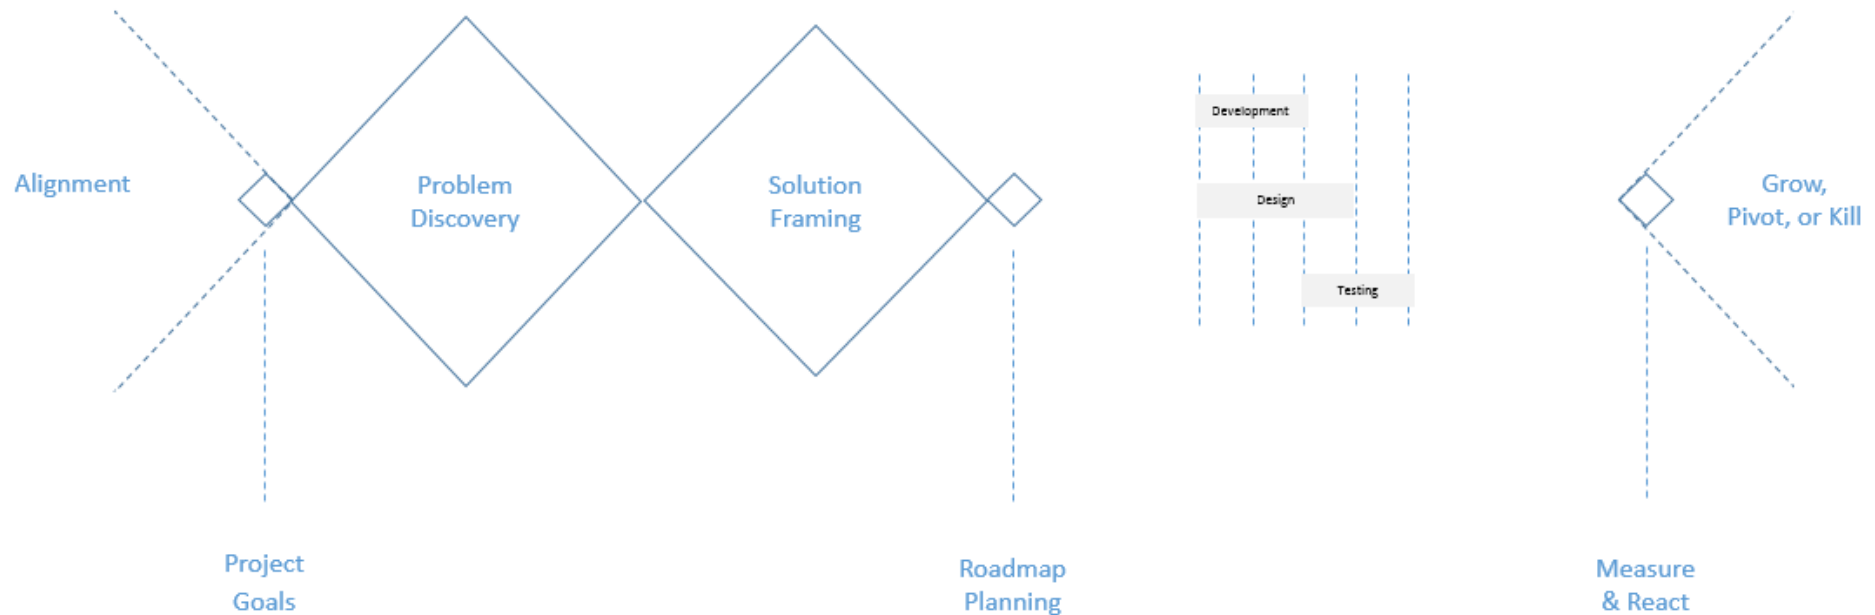 Alignment
Problem
Discovery
Solution
Framing
Development
Design
Testing
Grow,
Pivot, or Kill
Project
Goals
Roadmap
Planning
Measure
& React